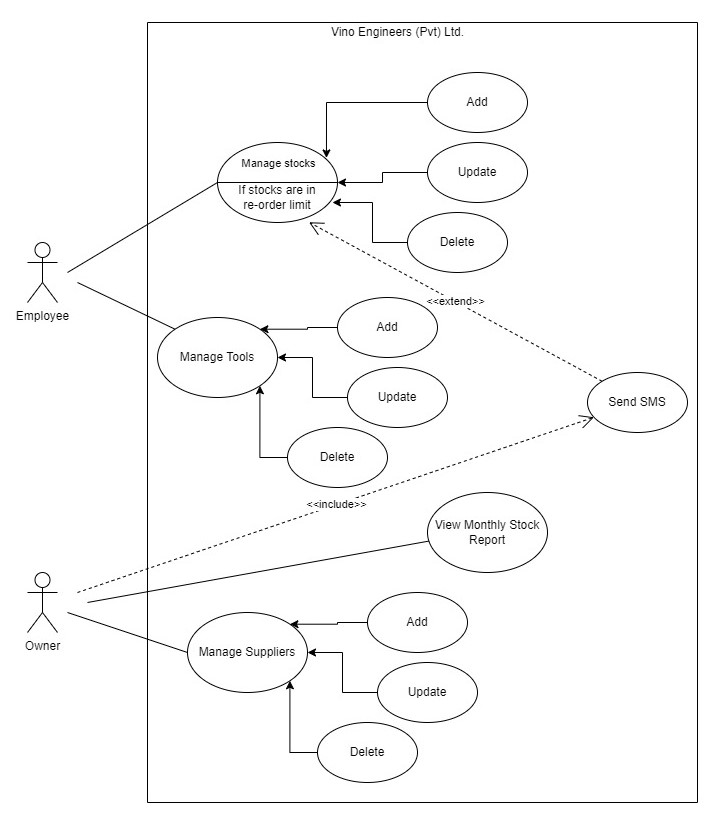 Vino Engineers (Pvt) Ltd.
Add
Manage stocks
If stocks are in
re-order limit
Update
Delete
Employee
<<extend>>
Manage Tools
Add
Update
Delete
Send SMS
<<include>>
View Monthly Stock
Report
Owner
Manage Suppliers
Add
Update
Delete